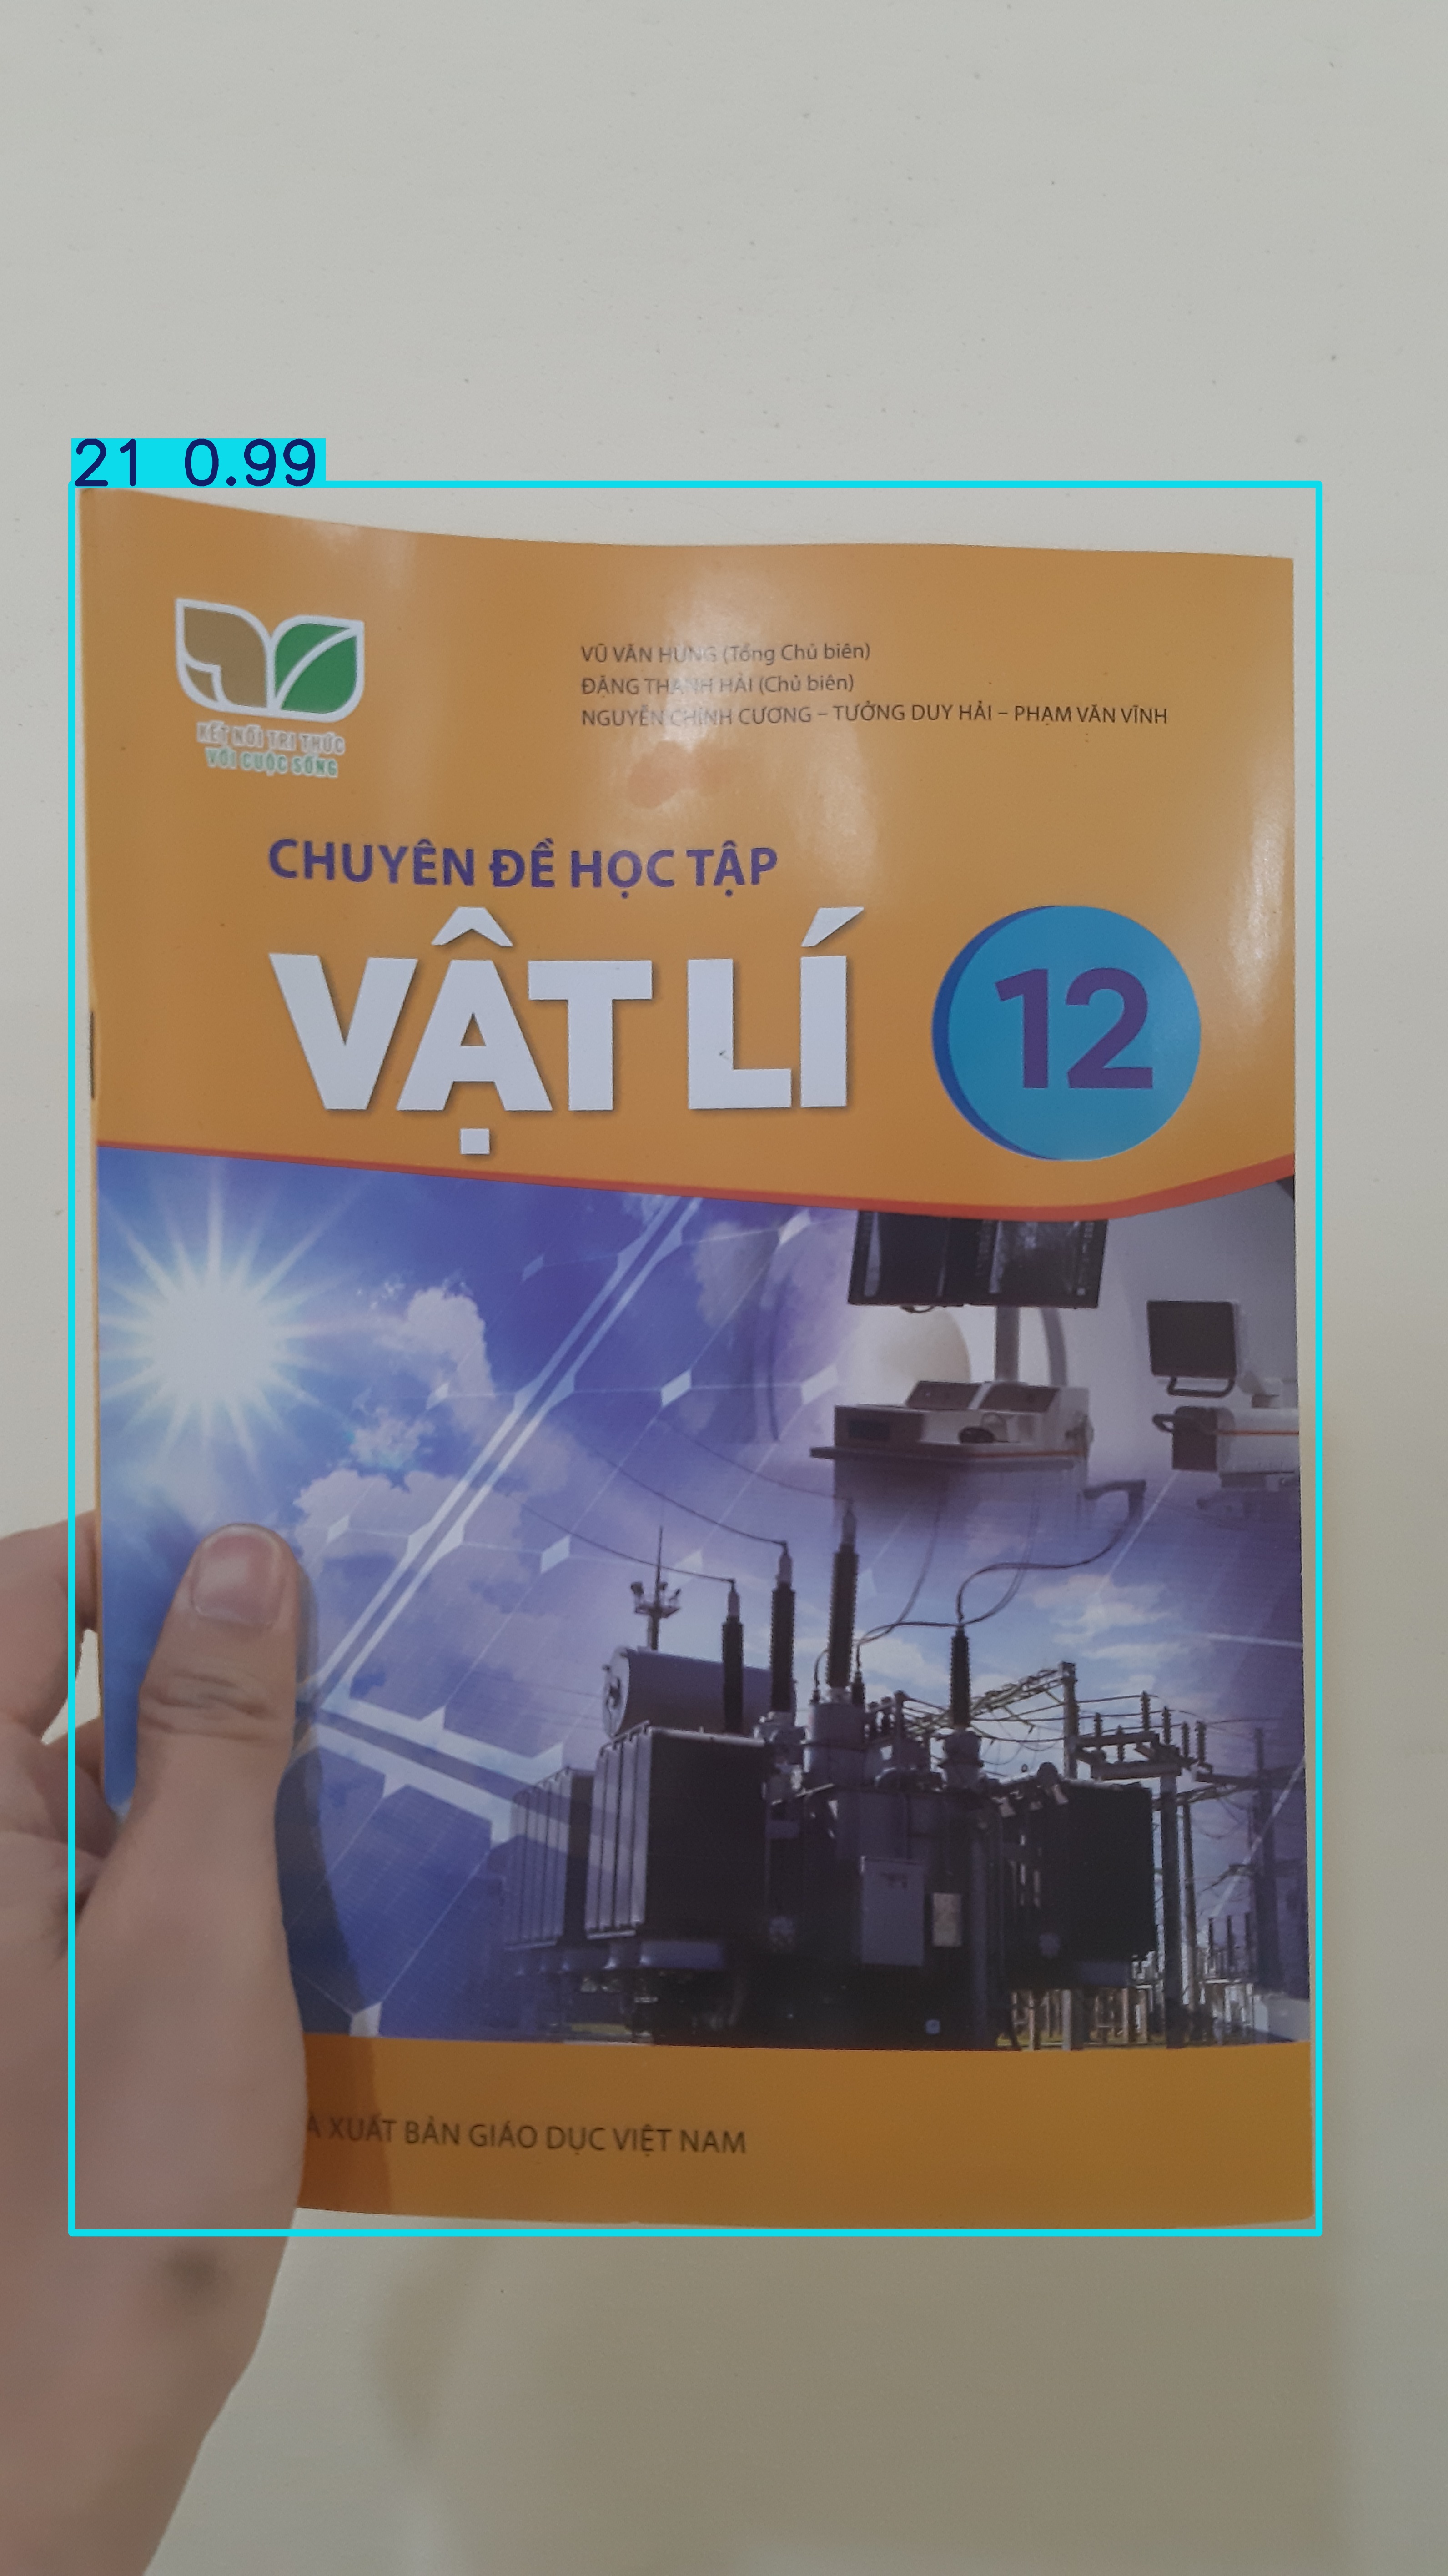 21 0.99
VŨ VĂN HÙNG (Tổng Chủ biên)
ĐẶNG THANH HẢI (Chủ biên)
NGUYỄN CHÍNH CƯƠNG – TƯỞNG DUY HẢI – PHẠM VĂN VĨNH
KẾT NỐI TRI THỨC
VỚI CUỘC SỐNG
CHUYÊN ĐỀ HỌC TẬP
VẬT LÍ 12
XUẤT BẢN GIÁO DỤC VIỆT NAM